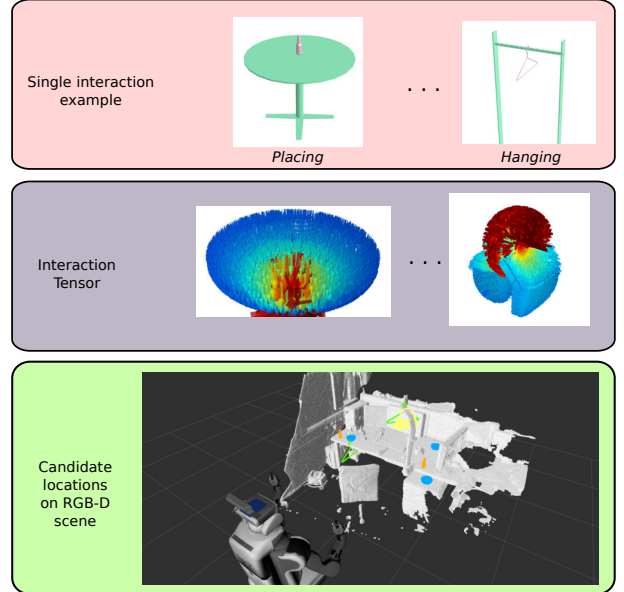 Single interaction
example
. . .
Placing
Hanging
Interaction
Tensor
. . .
Candidate
locations
on RGB-D
scene